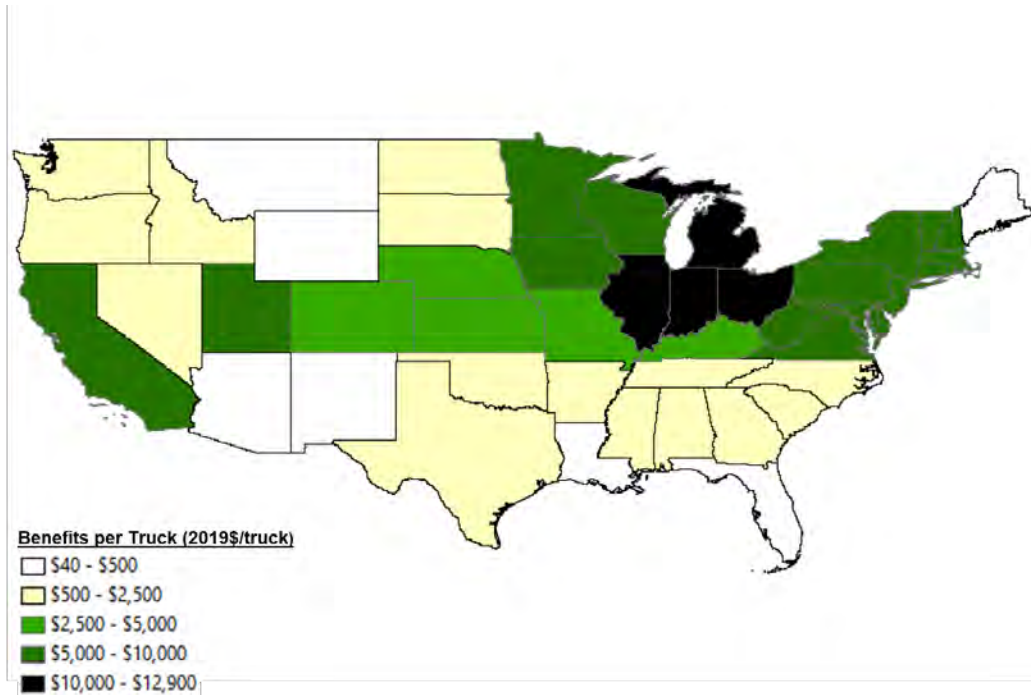 Benefits per Truck (2019$/truck)
$40 - $500
$500 - $2,500
$2,500 - $5,000
$5,000 - $10,000
$10,000 - $12,900